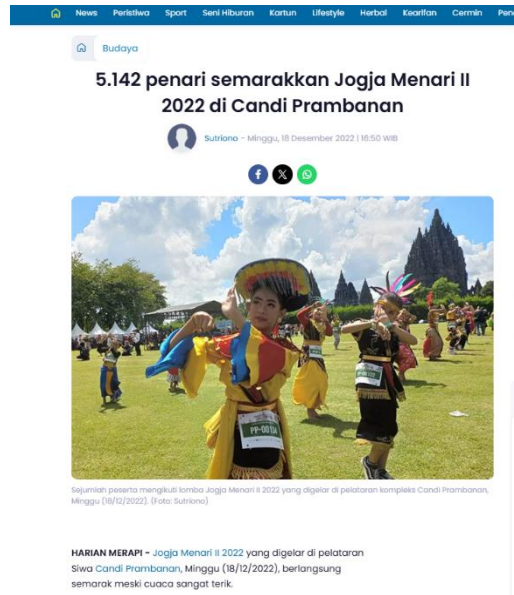 News Peristiwa Sport Seni Hiburan Kartun Lifestyle Herbal Kearifan Cermin
Budaya
5.142 penari semarakkan Jogja Menari II
2022 di Candi Prambanan
Sutriono - Minggu, 18 Desember 2022 | 16:50 WIB
Sejumlah peserta mengikuti lomba Jogja Menari II 2022 yang digelar di pelataran kompleks Candi Prambanan,
Minggu (18/12/2022). (Foto: Sutriono)
HARIAN MERAPI - Jogja Menari II 2022 yang digelar di pelataran
Siwa Candi Prambanan, Minggu (18/12/2022), berlangsung
semarak meski cuaca sangat terik.